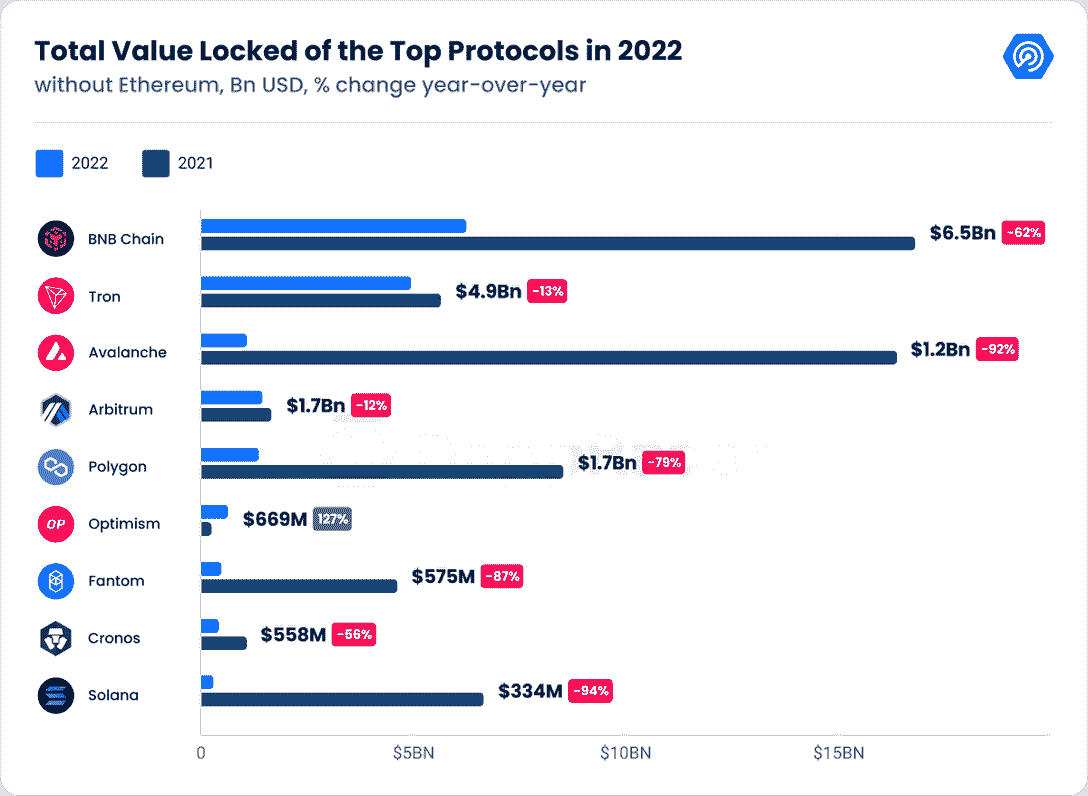 Total Value Locked of the Top Protocols in 2022
without Ethereum, Bn USD, % change year-over-year
2022 2021
BNB Chain $6.5Bn -62%
Tron $4.9Bn -13%
Avalanche $1.2Bn -92%
Arbitrum $1.7Bn -12%
Polygon $1.7Bn -79%
OP Optimism $669M 127%
Fantom $575M -87%
Cronos $558M -56%
Solana $334M -94%
0 $5BN $10BN $15BN